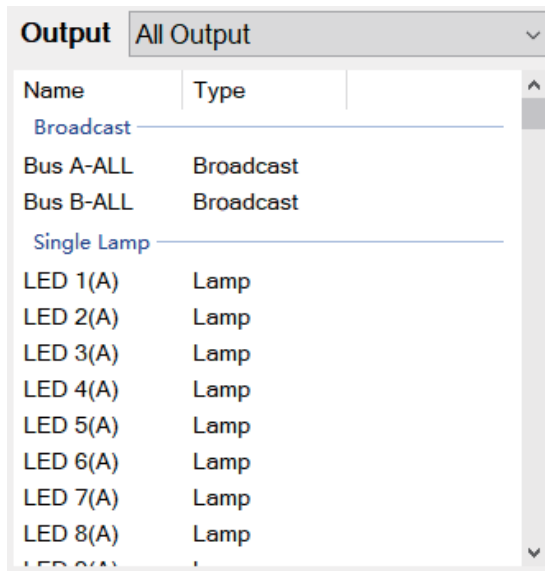 Output All Output
Name Type
Broadcast
Bus A-ALL Broadcast
Bus B-ALL Broadcast
Single Lamp
LED 1(A) Lamp
LED 2(A) Lamp
LED 3(A) Lamp
LED 4(A) Lamp
LED 5(A) Lamp
LED 6(A) Lamp
LED 7(A) Lamp
LED 8(A) Lamp